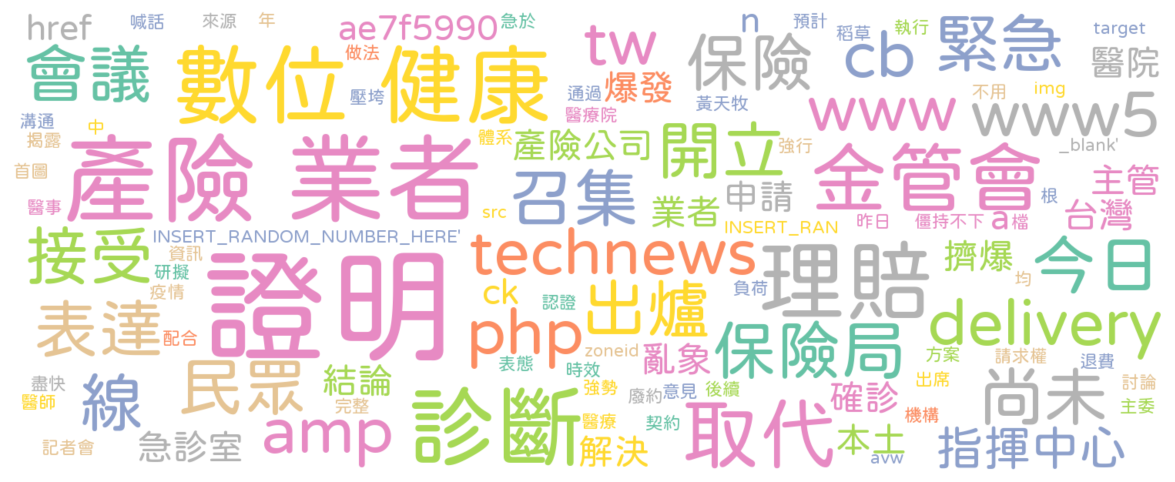 href 喊話 來源 年 ae7f5990 急於 n 預計 稻草 執行 target
會議 數位 健康 做法 tw 保險 cb 緊急 醫院
壓垮 通過 爆發 黃天牧 不用 img
溝通 中 醫療院 www www5
揭露 產險 業者 體系 產險公司 開立 強行 _blank'
首圖 金管會 主管
醫事 src 召集 業者 申請 昨日 僵持不下 a 檔 根 台灣
接受 INSERT_RANDOM_NUMBER_HERE' technews INSERT_RAN
資訊 研擬 證明 理賠 擠爆 今日
疫情 ck 認證 出爐 負荷 均
表達 配合 php 保險局 delivery
表態 zoneid 亂象 方案 請求權 退費
盡快 線 民眾 結論 時效 強勢 出席 尚未 討論
醫師 完整 診斷 廢約 意見 後續 確診 主委
amp 醫療 契約 取代 機構
記者會 急診室 解決 本土 avw 指揮中心